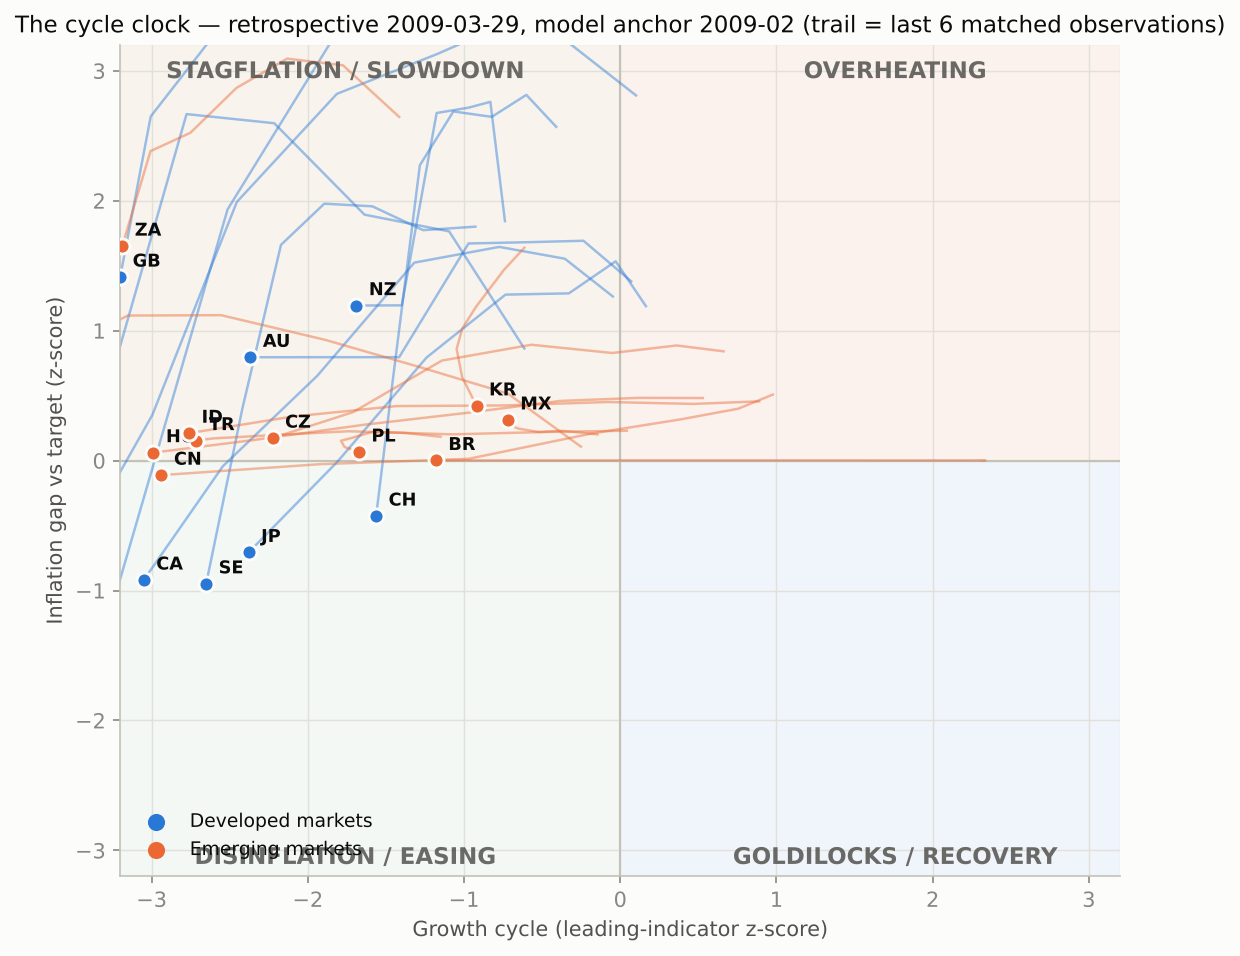 The cycle clock — retrospective 2009-03-29, model anchor 2009-02 (trail = last 6 matched observations)
STAGFLATION / SLOWDOWN
OVERHEATING
3
2
1
0
−1
−2
−3
Inflation gap vs target (z-score)
ZA
GB
NZ
AU
KR
MX
ID
TR
CZ
PL
BR
CN
CH
JP
CA
SE
Developed markets
Emerging markets
DISINFLATION / EASING
GOLDILOCKS / RECOVERY
−3
−2
−1
0
1
2
3
Growth cycle (leading-indicator z-score)